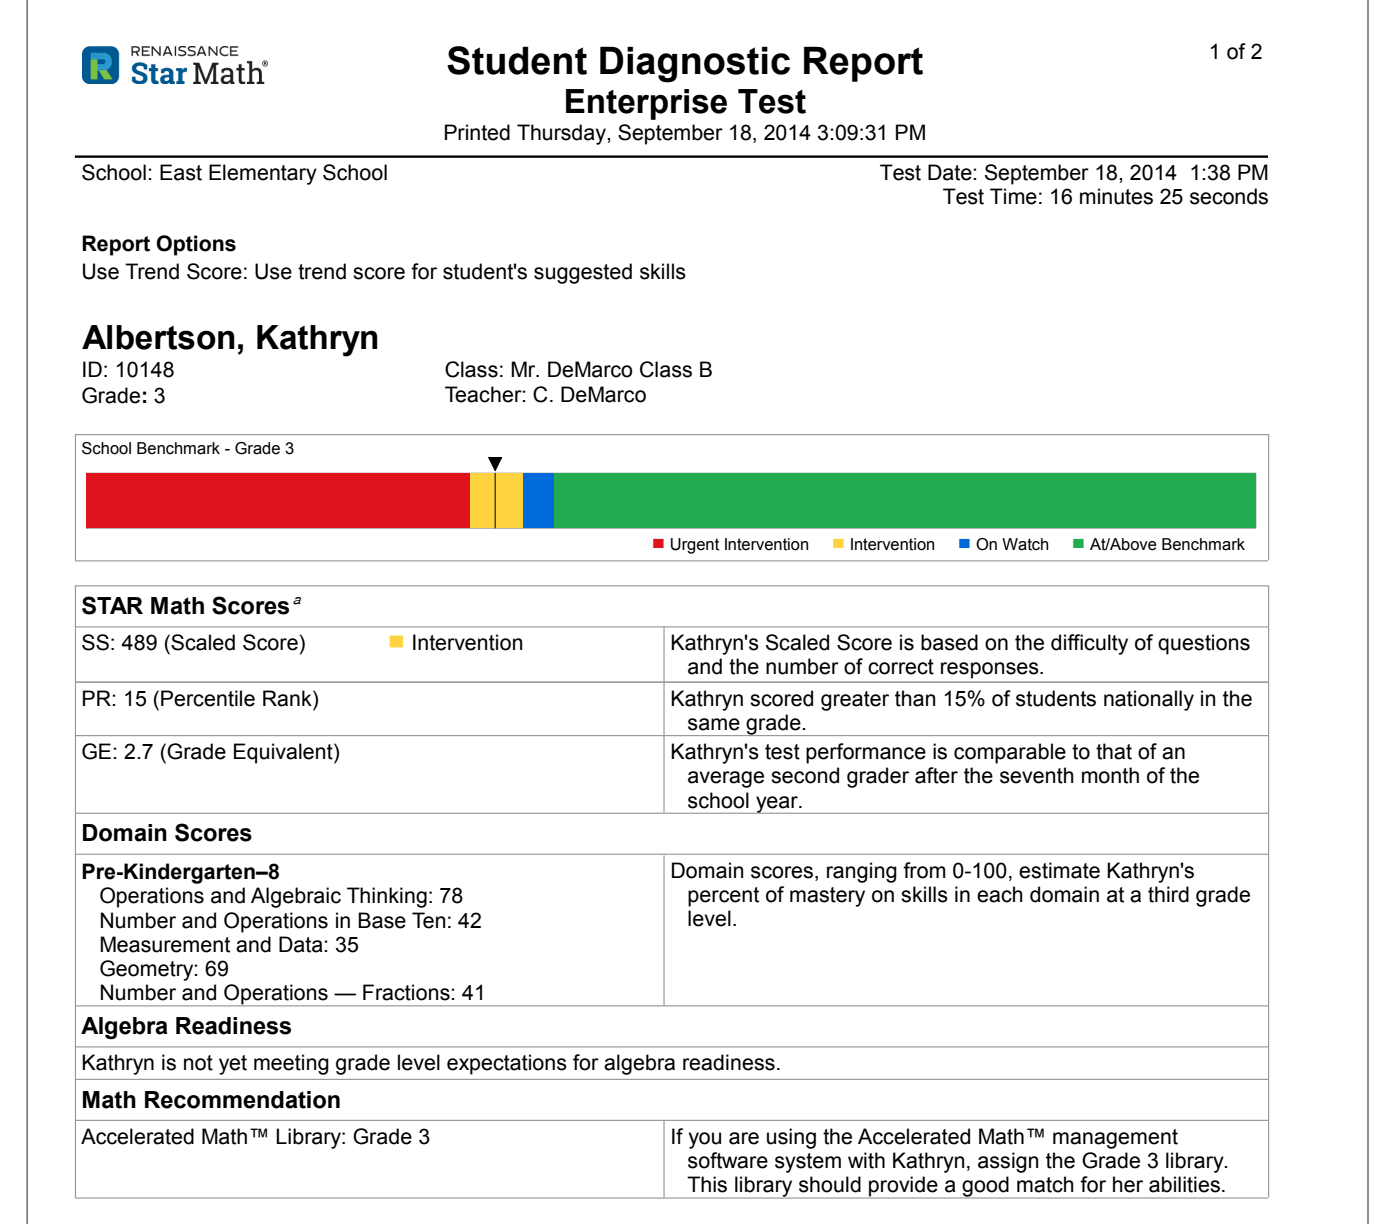 RENAISSANCE
Star Math®
Student Diagnostic Report
1 of 2
Enterprise Test
Printed Thursday, September 18, 2014 3:09:31 PM
School: East Elementary School
Test Date: September 18, 2014 1:38 PM
Test Time: 16 minutes 25 seconds
Report Options
Use Trend Score: Use trend score for student's suggested skills
Albertson, Kathryn
ID: 10148
Class: Mr. DeMarco Class B
Grade: 3
Teacher: C. DeMarco
School Benchmark - Grade 3
Urgent Intervention Intervention On Watch At/Above Benchmark
STAR Math Scores a
SS: 489 (Scaled Score) Intervention
Kathryn's Scaled Score is based on the difficulty of questions
and the number of correct responses.
PR: 15 (Percentile Rank)
Kathryn scored greater than 15% of students nationally in the
same grade.
GE: 2.7 (Grade Equivalent)
Kathryn's test performance is comparable to that of an
average second grader after the seventh month of the
school year.
Domain Scores
Pre-Kindergarten–8
Operations and Algebraic Thinking: 78
Number and Operations in Base Ten: 42
Measurement and Data: 35
Geometry: 69
Number and Operations — Fractions: 41
Domain scores, ranging from 0-100, estimate Kathryn's
percent of mastery on skills in each domain at a third grade
level.
Algebra Readiness
Kathryn is not yet meeting grade level expectations for algebra readiness.
Math Recommendation
Accelerated Math™ Library: Grade 3
If you are using the Accelerated Math™ management
software system with Kathryn, assign the Grade 3 library.
This library should provide a good match for her abilities.